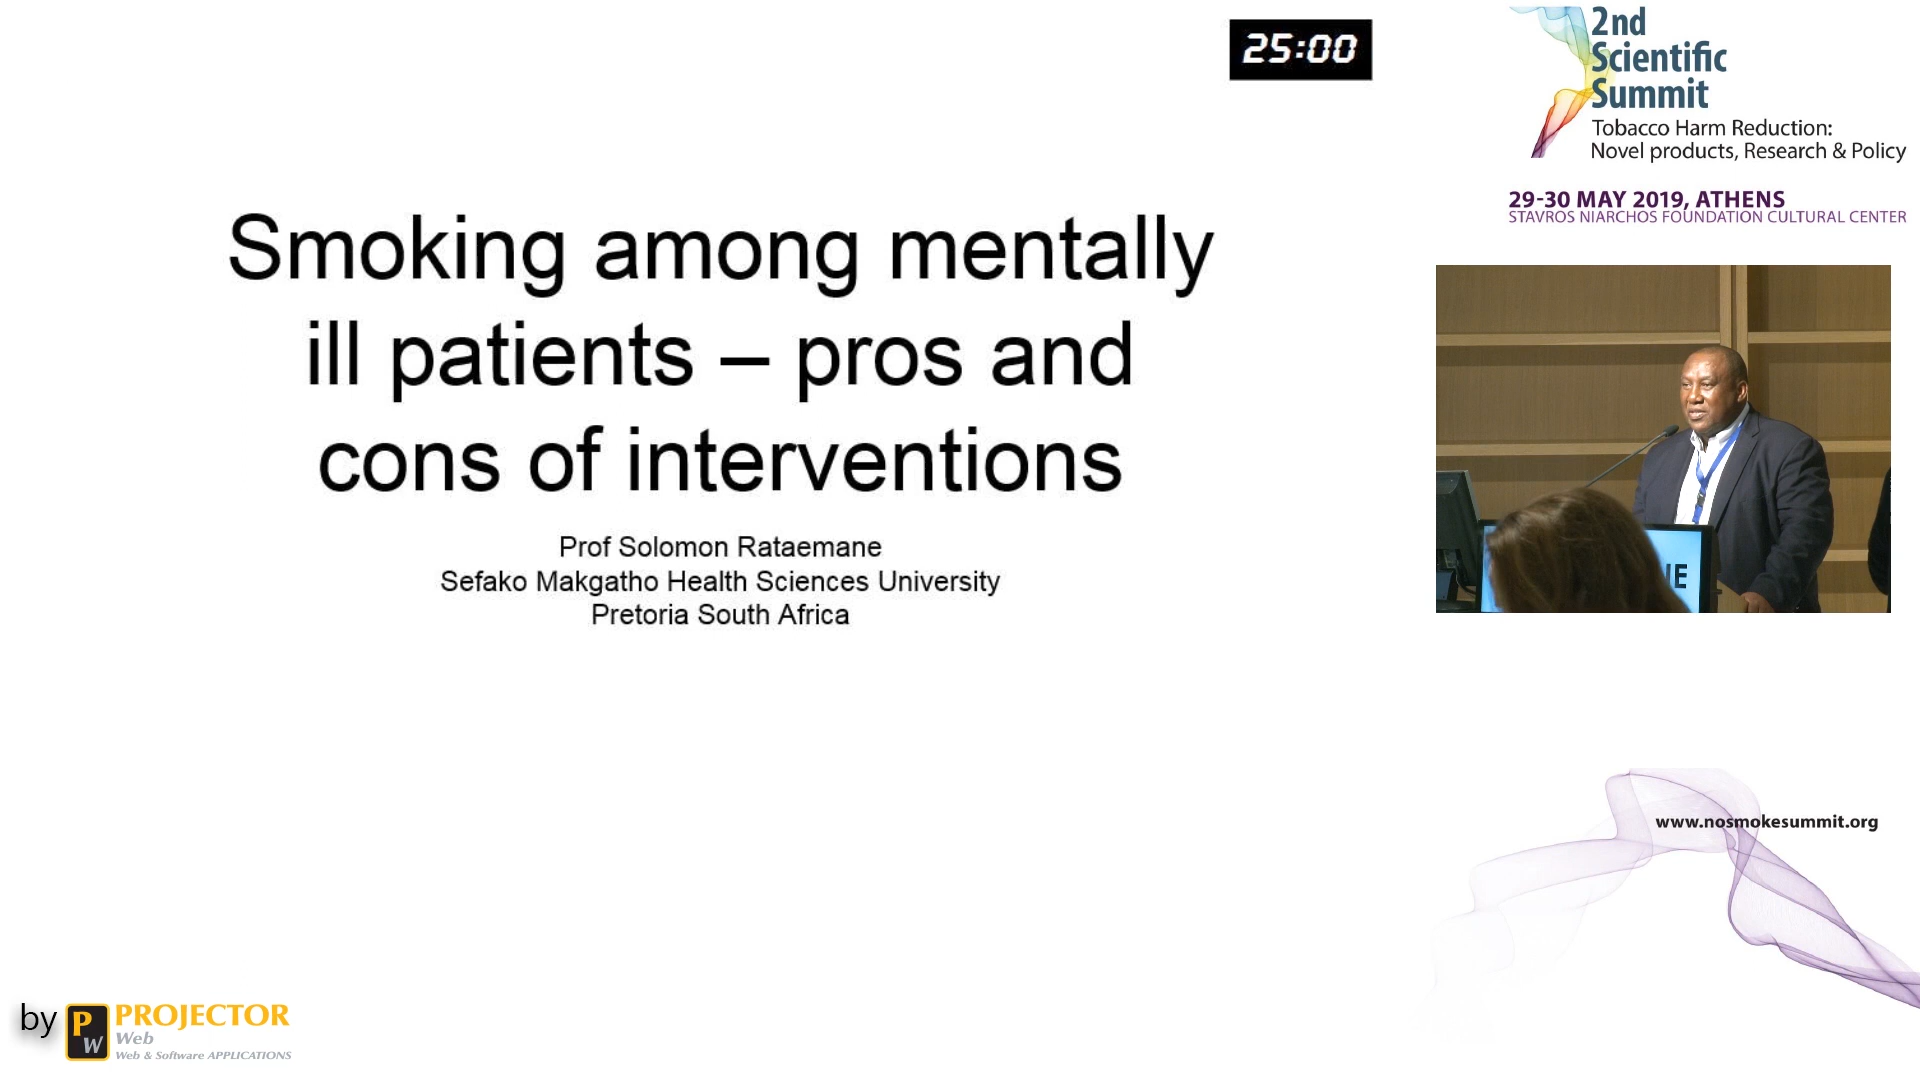 25:00
2nd
Scientific
Summit
Tobacco Harm Reduction:
Novel products, Research & Policy
29-30 MAY 2019, ATHENS
STAVROS NIARCHOS FOUNDATION CULTURAL CENTER
Smoking among mentally
ill patients – pros and
cons of interventions
Prof Solomon Rataemane
Sefako Makgatho Health Sciences University
Pretoria South Africa
www.nosmokesummit.org
by PW PROJECTOR
Web
Web & Software APPLICATIONS